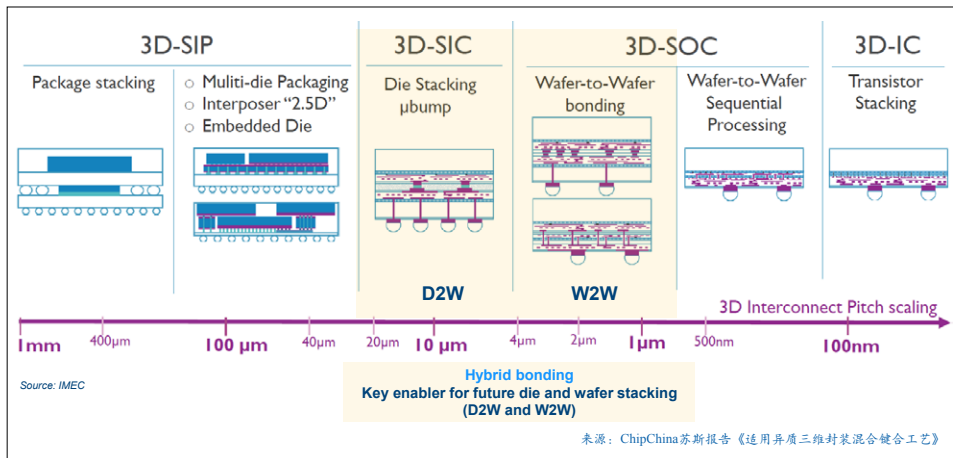 3D-SIP
3D-SIC
3D-SOC
3D-IC
Package stacking
○ Muliti-die Packaging
○ Interposer “2.5D”
○ Embedded Die
Die Stacking
µbump
Wafer-to-Wafer
bonding
Wafer-to-Wafer
Sequential
Processing
Transistor
Stacking
D2W
W2W
3D Interconnect Pitch scaling
1mm
400µm
100 µm
40µm
20µm
10 µm
4µm
2µm
1µm
500nm
100nm
Source: IMEC
Hybrid bonding
Key enabler for future die and wafer stacking
(D2W and W2W)
来源：ChipChina苏斯报告《适用异质三维封装混合键合工艺》